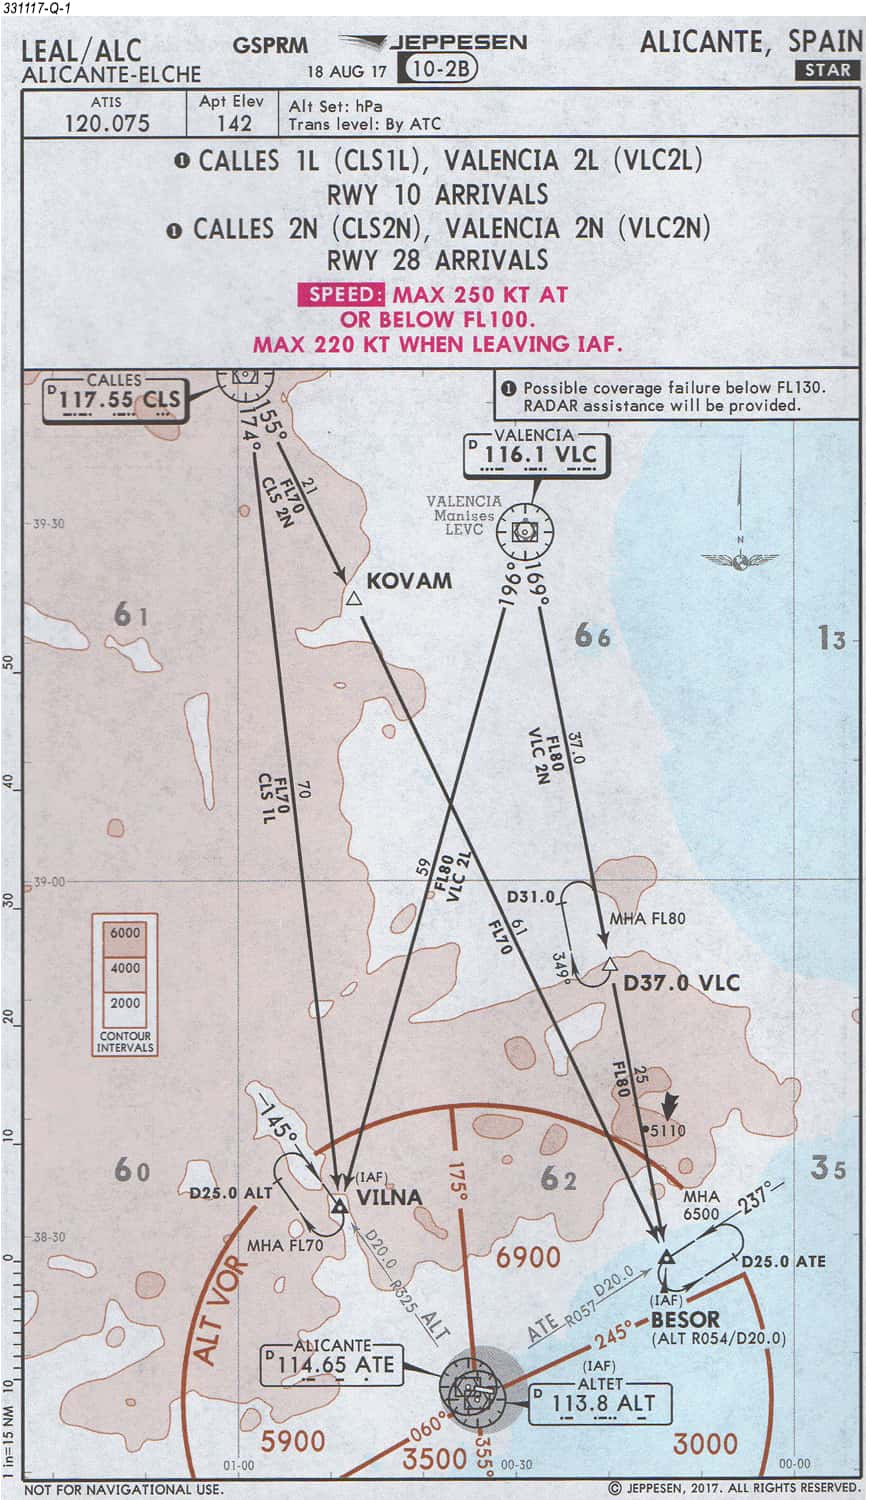 331117-Q-1
LEAL/ALC
ALICANTE-ELCHE
GSPRM
JEPPESEN
18 AUG 17
10-2B
ALICANTE, SPAIN
STAR
ATIS
120.075
Apt Elev
142
Alt Set: hPa
Trans level: By ATC
1 CALLES 1L (CLS1L), VALENCIA 2L (VLC2L)
RWY 10 ARRIVALS
1 CALLES 2N (CLS2N), VALENCIA 2N (VLC2N)
RWY 28 ARRIVALS
SPEED: MAX 250 KT AT
OR BELOW FL100.
MAX 220 KT WHEN LEAVING IAF.
CALLES
D 117.55 CLS
1 Possible coverage failure below FL130.
RADAR assistance will be provided.
155°
174°
VALENCIA
D 116.1 VLC
VALENCIA
Manises
LEVC
21
FL70
CLS 2N
39-30
N
KOVAM
196°
169°
61
66
13
50
37.0
FL80
VLC 2N
70
FL70
CLS 1L
40
59
FL80
VLC 2L
39-00
D31.0
MHA FL80
30
61
FL70
349°
6000
4000
2000
CONTOUR
INTERVALS
D37.0 VLC
20
25
FL80
145°
5110
10
175°
60
62
35
(IAF)
VILNA
D25.0 ALT
MHA
6500
237°
38-30
MHA FL70
D20.0
R325
ALT
6900
0
D25.0 ATE
ATE
R057
D20.0
(IAF)
BESOR
(ALT R054/D20.0)
ALT VOR
245°
ALICANTE
D 114.65 ATE
(IAF)
ALTET
D 113.8 ALT
10
060°
355°
5900
3500
3000
1 in=15 NM
01-00
00-30
00-00
NOT FOR NAVIGATIONAL USE.
© JEPPESEN, 2017. ALL RIGHTS RESERVED.